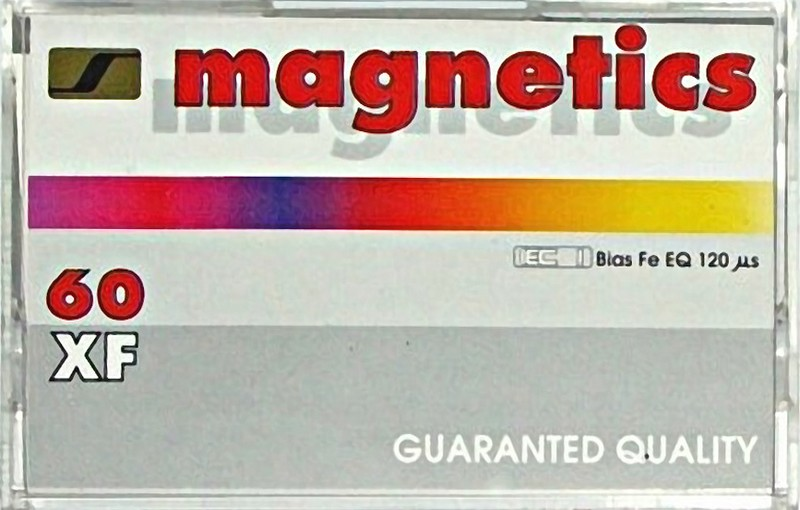 magnetics
IEC I Bias Fe EQ 120 µs
60
XF
GUARANTED QUALITY